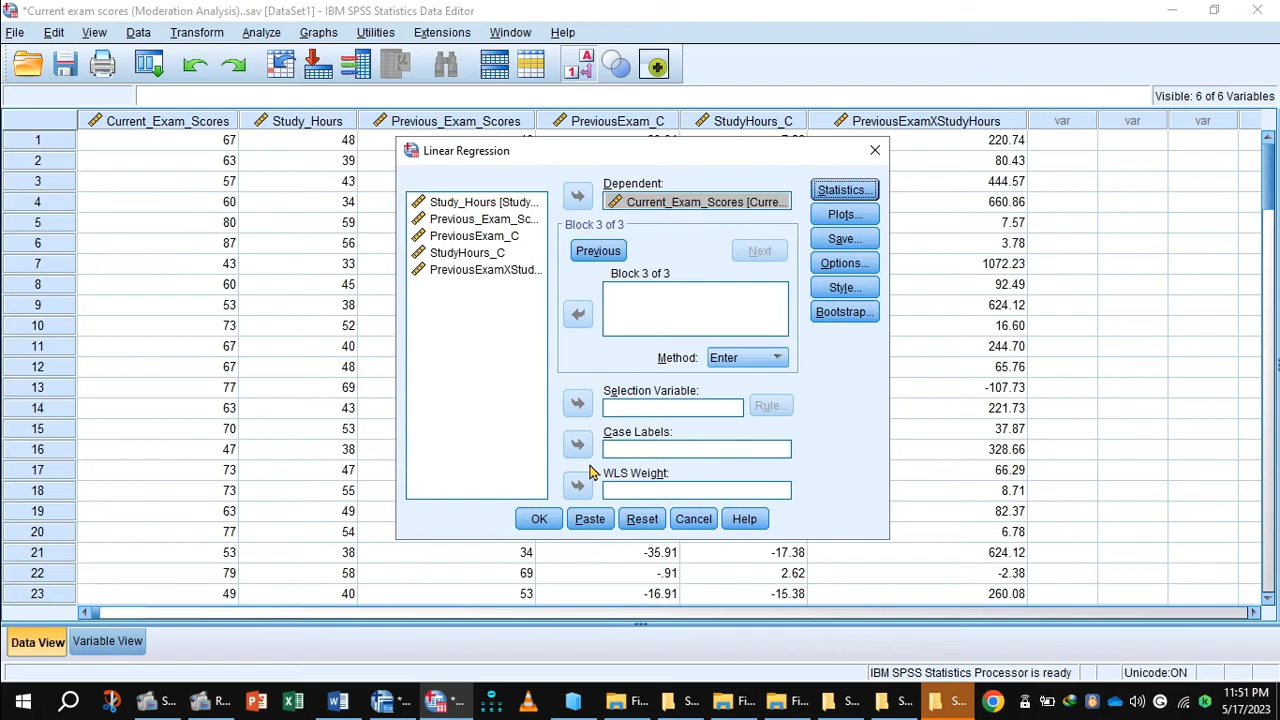 *Current exam scores (Moderation Analysis)..sav [DataSet1] - IBM SPSS Statistics Data Editor
File Edit View Data Transform Analyze Graphs Utilities Extensions Window Help
Visible: 6 of 6 Variables
Current_Exam_Scores Study_Hours Previous_Exam_Scores PreviousExam_C StudyHours_C PreviousExamXStudyHours var var var
1 67 48 220.74
2 63 39 80.43
3 57 43 444.57
4 60 34 660.86
5 80 59 7.57
6 87 56 3.78
7 43 33 1072.23
8 60 45 92.49
9 53 38 624.12
10 73 52 16.60
11 67 40 244.70
12 67 48 65.76
13 77 69 -107.73
14 63 43 221.73
15 70 53 37.87
16 47 38 328.66
17 73 47 66.29
18 73 55 8.71
19 63 49 82.37
20 77 54 6.78
21 53 38 34 -35.91 -17.38 624.12
22 79 58 69 -.91 2.62 -2.38
23 49 40 53 -16.91 -15.38 260.08
Linear Regression
Study_Hours [Study...
Previous_Exam_Sc...
PreviousExam_C
StudyHours_C
PreviousExamXStud...
Dependent:
Current_Exam_Scores [Curre...
Block 3 of 3
Previous Next
Block 3 of 3
Method: Enter
Selection Variable:
Rule...
Case Labels:
WLS Weight:
Statistics...
Plots...
Save...
Options...
Style...
Bootstrap...
OK Paste Reset Cancel Help
Data View Variable View
IBM SPSS Statistics Processor is ready Unicode:ON
S... R... *... *... Fi... S... Fi... Fi... S... S... S...
11:51 PM
5/17/2023